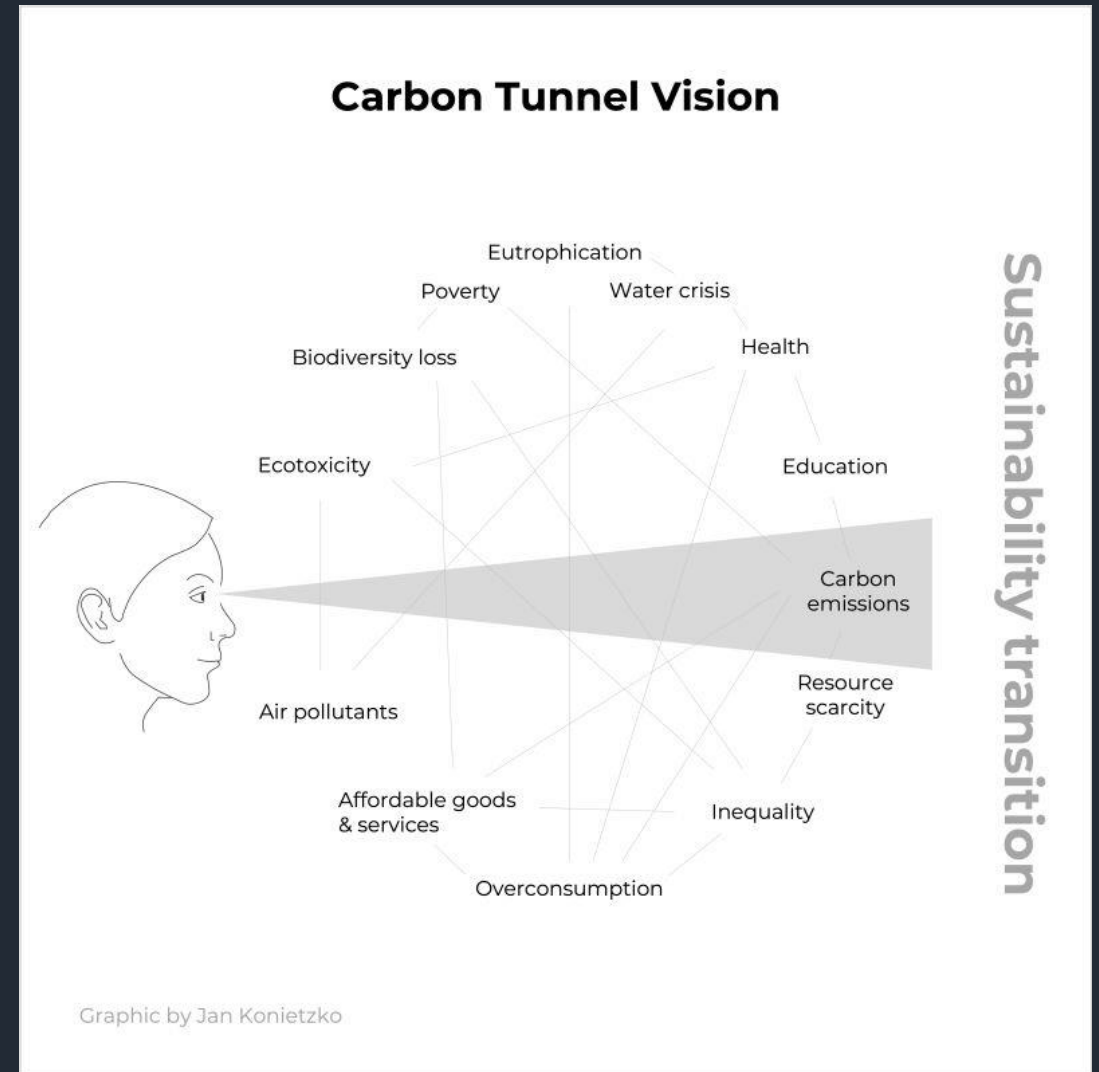 Carbon Tunnel Vision
Eutrophication
Poverty
Water crisis
Biodiversity loss
Health
Ecotoxicity
Education
Carbon
emissions
Air pollutants
Resource
scarcity
Affordable goods
& services
Inequality
Overconsumption
Sustainability transition
Graphic by Jan Konietzko